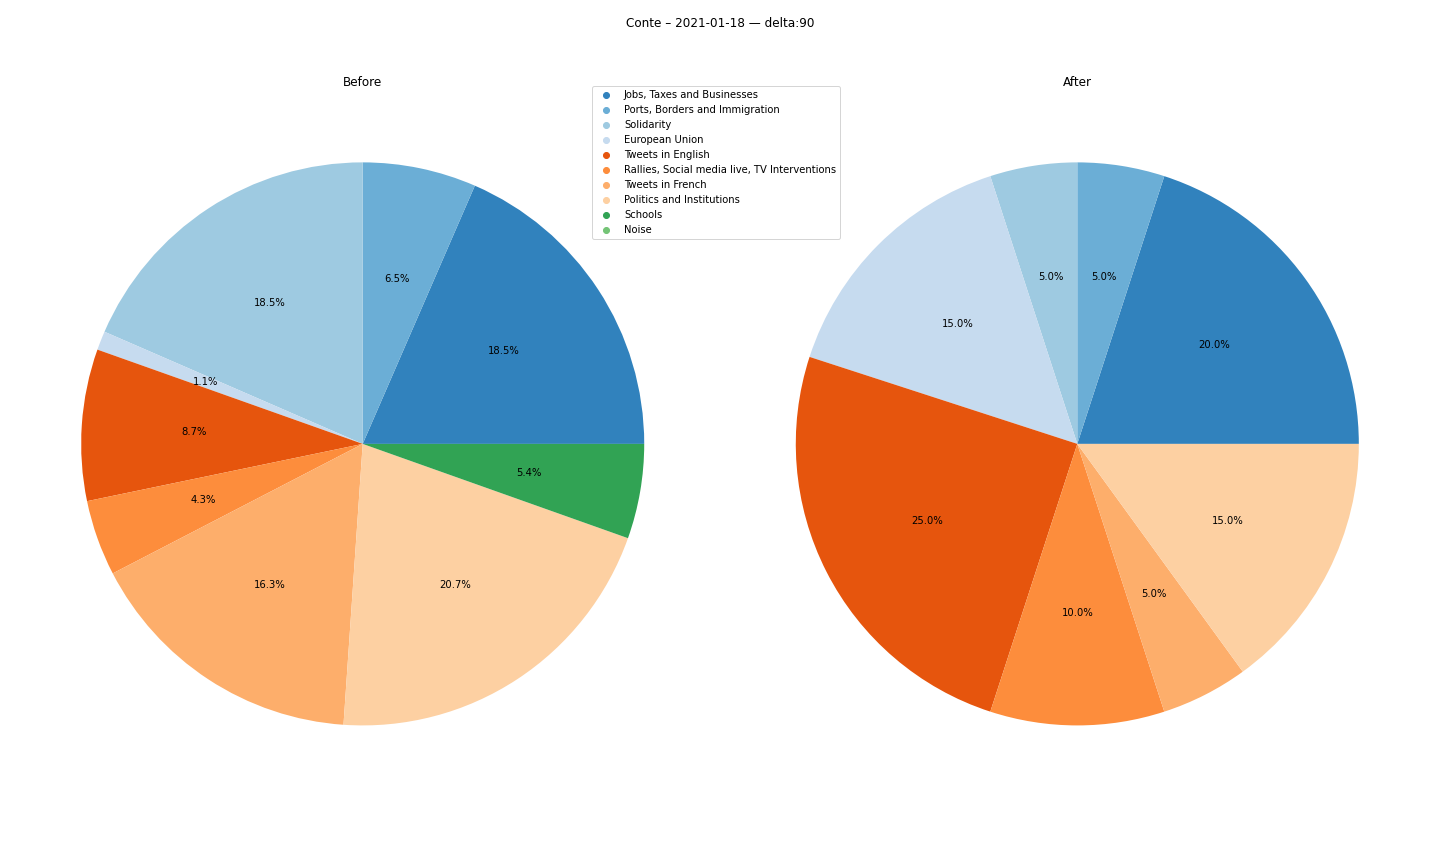 Conte – 2021-01-18 — delta:90
Before
Jobs, Taxes and Businesses
Ports, Borders and Immigration
Solidarity
European Union
Tweets in English
Rallies, Social media live, TV Interventions
Tweets in French
Politics and Institutions
Schools
Noise
After
6.5%
18.5%
18.5%
1.1%
8.7%
4.3%
5.4%
16.3%
20.7%
5.0%
5.0%
15.0%
20.0%
25.0%
15.0%
5.0%
10.0%